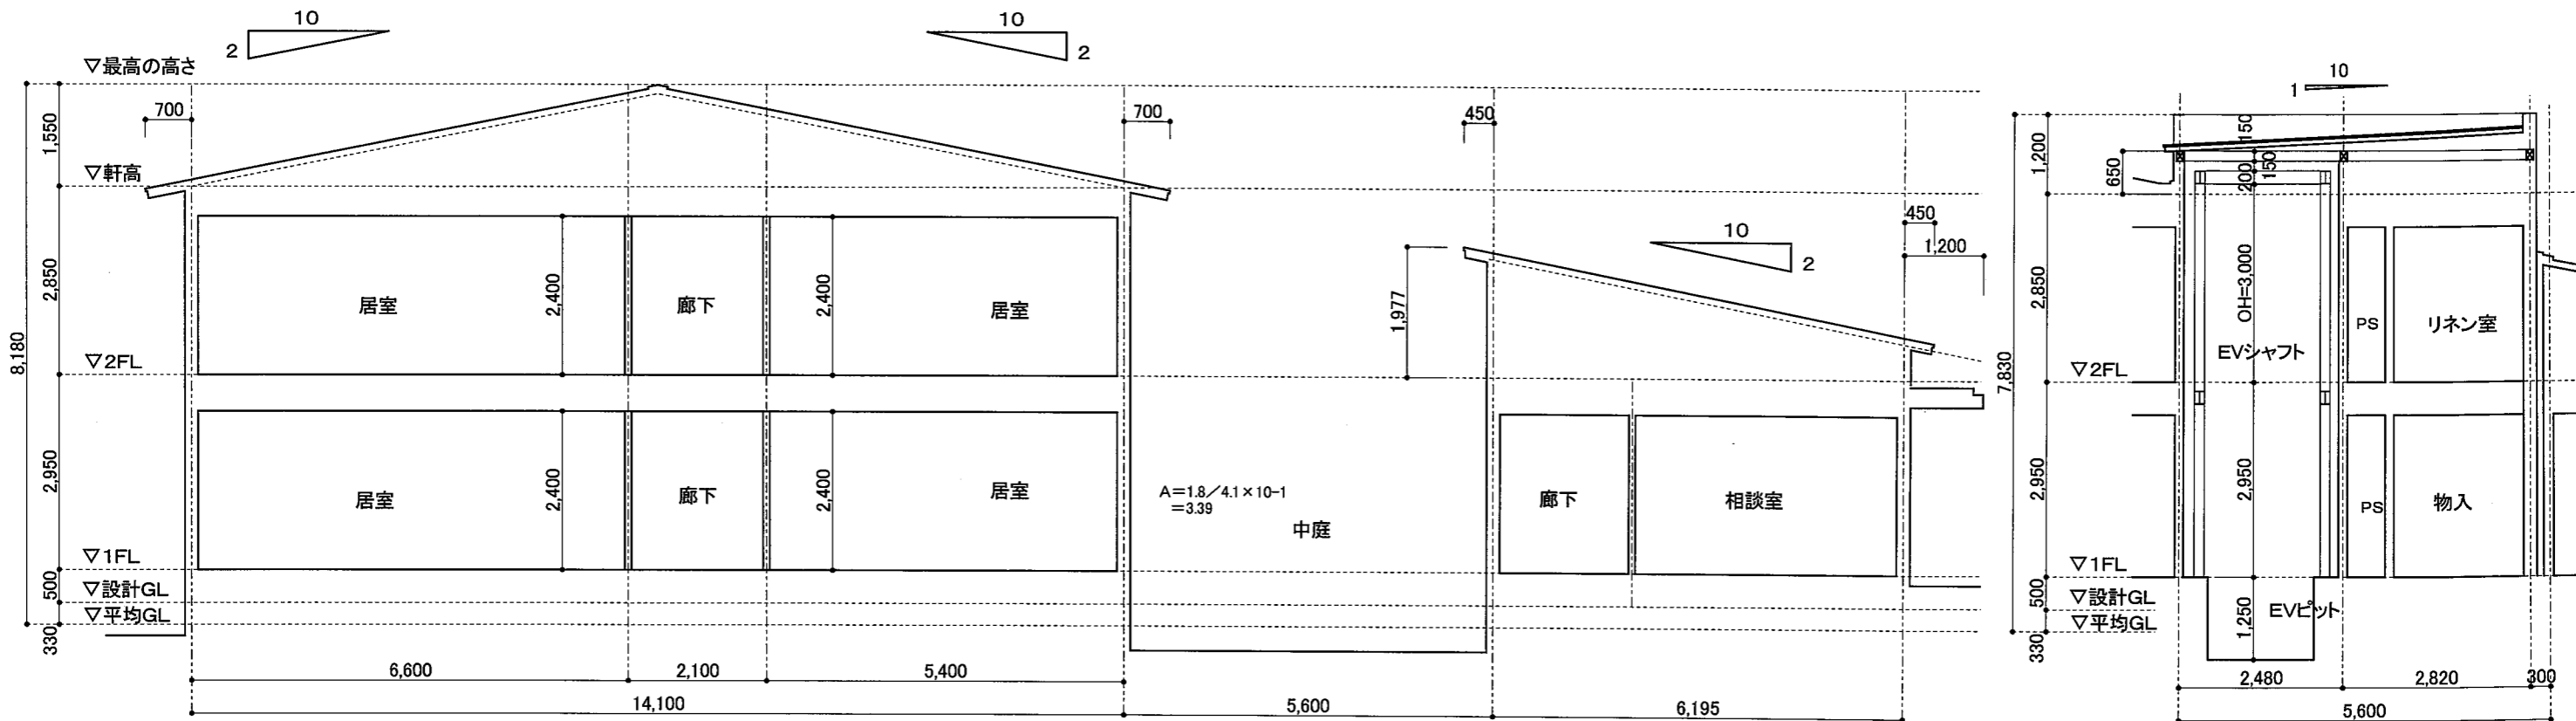 10
2
10
2
▽最高の高さ
700
1,550
▽軒高
2,850
8,180
▽2FL
2,950
▽1FL
500
▽設計GL
▽平均GL
330
居室
2,400
廊下
2,400
居室
居室
2,400
廊下
2,400
居室
6,600
2,100
5,400
14,100
700
450
1,977
A=1.8/4.1×10-1
=3.39
中庭
5,600
10
2
450
1,200
廊下
相談室
6,195
10
1
1,200
650
150
150
200
2,850
OH=3,000
7,830
EVシャフト
PS
リネン室
▽2FL
2,950
2,950
PS
物入
▽1FL
500
▽設計GL
▽平均GL
330
1,250
EVピット
2,480
2,820
300
5,600